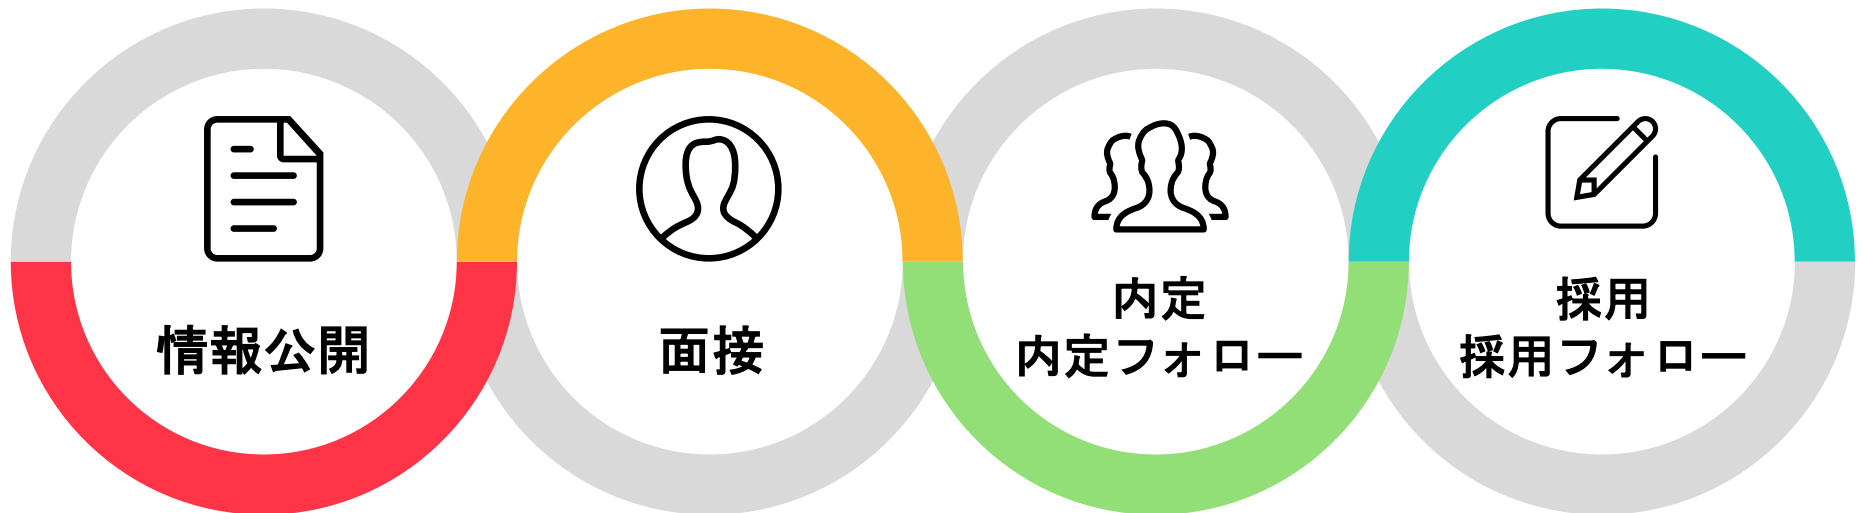 情報公開
面接
内定
内定フォロー
採用
採用フォロー